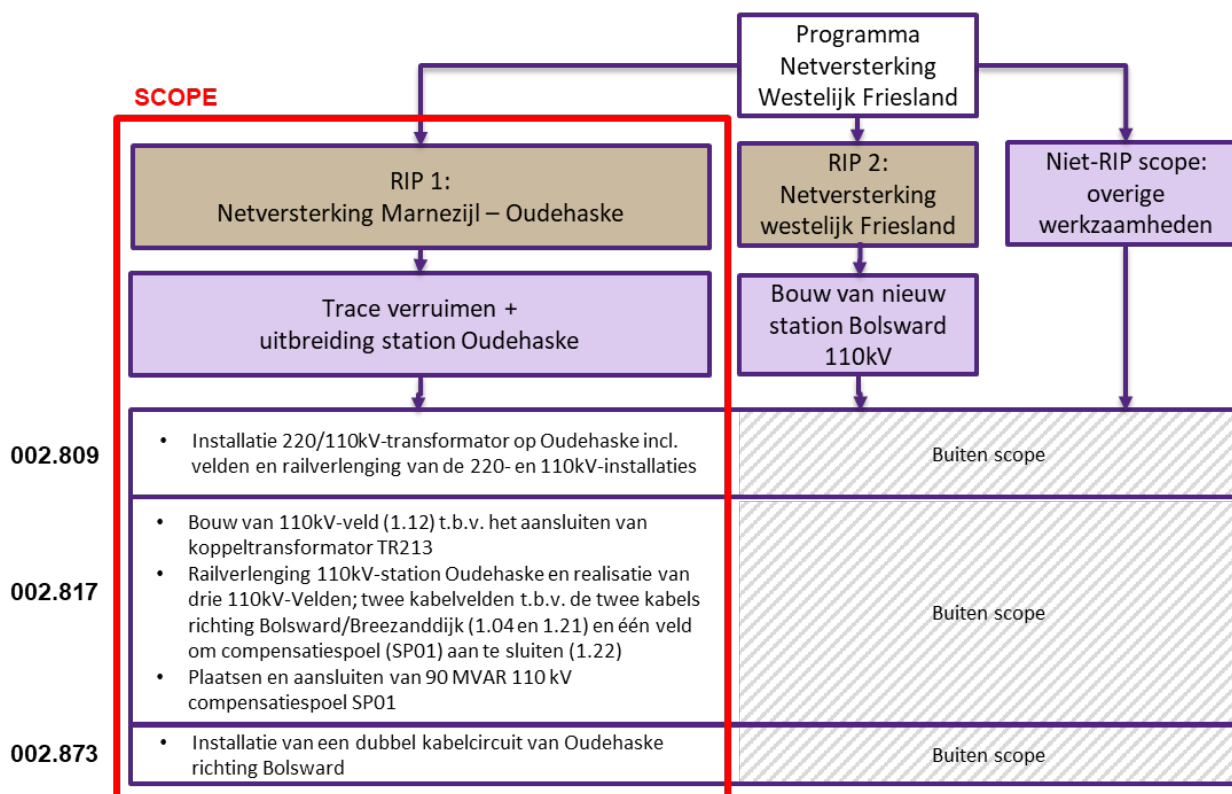 Programma
Netversterking
Westelijk Friesland
SCOPE
RIP 1:
Netversterking Marnezijl – Oudehaske
RIP 2:
Netversterking
westelijk Friesland
Niet-RIP scope:
overige
werkzaamheden
Trace verruimen +
uitbreiding station Oudehaske
Bouw van nieuw
station Bolsward
110kV
002.809
• Installatie 220/110kV-transformator op Oudehaske incl.
velden en railverlenging van de 220- en 110kV-installaties
Buiten scope
002.817
• Bouw van 110kV-veld (1.12) t.b.v. het aansluiten van
koppeltransformator TR213
• Railverlenging 110kV-station Oudehaske en realisatie van
drie 110kV-Velden; twee kabelvelden t.b.v. de twee kabels
richting Bolsward/Breezanddijk (1.04 en 1.21) en één veld
om compensatiespoel (SP01) aan te sluiten (1.22)
• Plaatsen en aansluiten van 90 MVAR 110 kV
compensatiespoel SP01
Buiten scope
002.873
• Installatie van een dubbel kabelcircuit van Oudehaske
richting Bolsward
Buiten scope